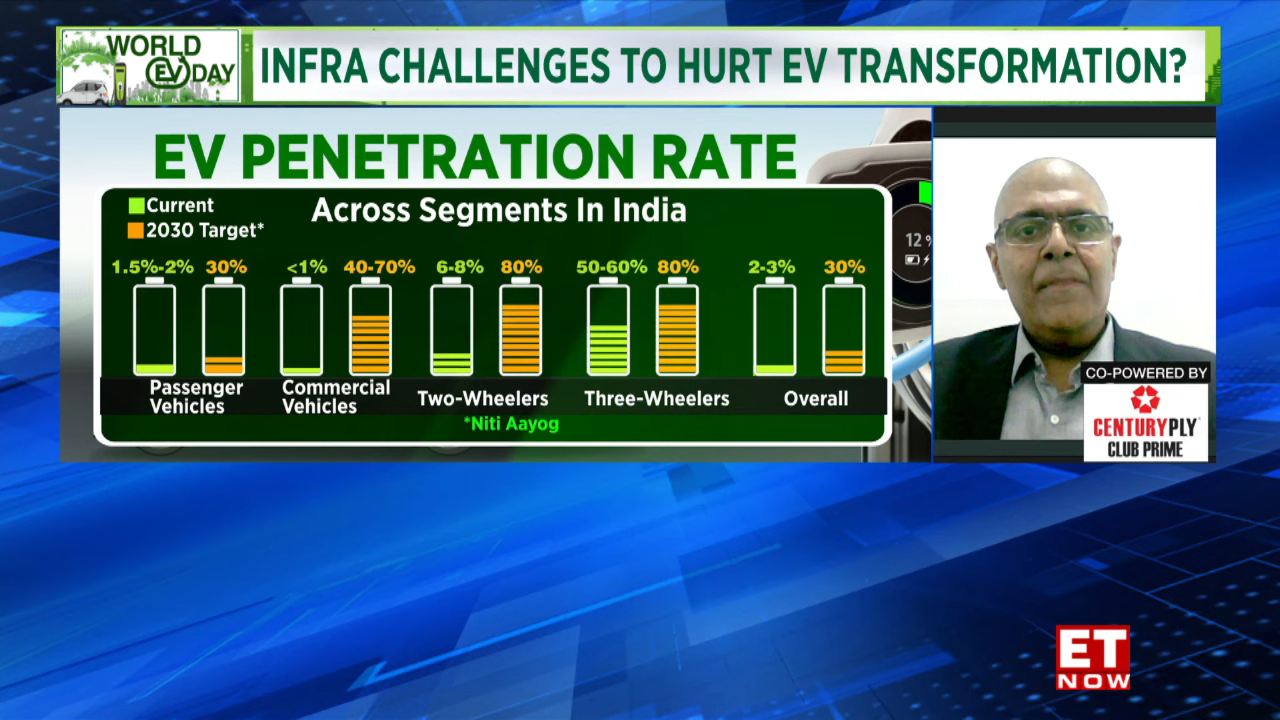 WORLD
EV DAY
INFRA CHALLENGES TO HURT EV TRANSFORMATION?
EV PENETRATION RATE
Current
2030 Target*
Across Segments In India
1.5%-2% 30% <1% 40-70% 6-8% 80% 50-60% 80% 2-3% 30%
Passenger
Vehicles
Commercial
Vehicles
Two-Wheelers
Three-Wheelers
Overall
*Niti Aayog
12 %
CO-POWERED BY
CENTURYPLY
CLUB PRIME
ET
NOW